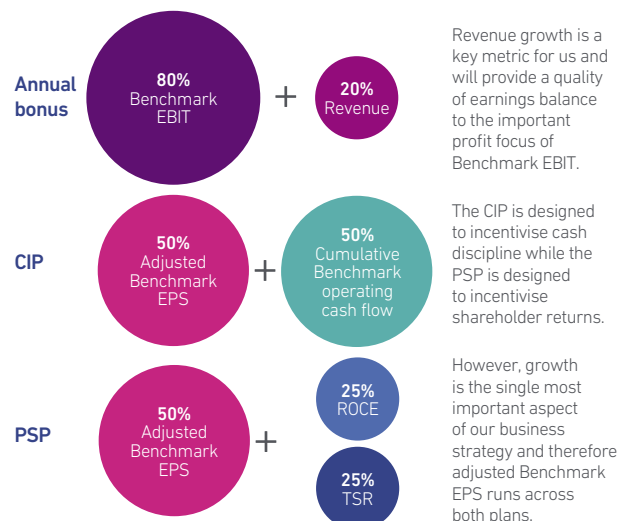 Annual
bonus
80%
Benchmark
EBIT
+
20%
Revenue
Revenue growth is a
key metric for us and
will provide a quality
of earnings balance
to the important
profit focus of
Benchmark EBIT.
CIP
50%
Adjusted
Benchmark
EPS
+
50%
Cumulative
Benchmark
operating
cash flow
The CIP is designed
to incentivise cash
discipline while the
PSP is designed
to incentivise
shareholder returns.
PSP
50%
Adjusted
Benchmark
EPS
+
25%
ROCE
25%
TSR
However, growth
is the single most
important aspect
of our business
strategy and therefore
adjusted Benchmark
EPS runs across
both plans.